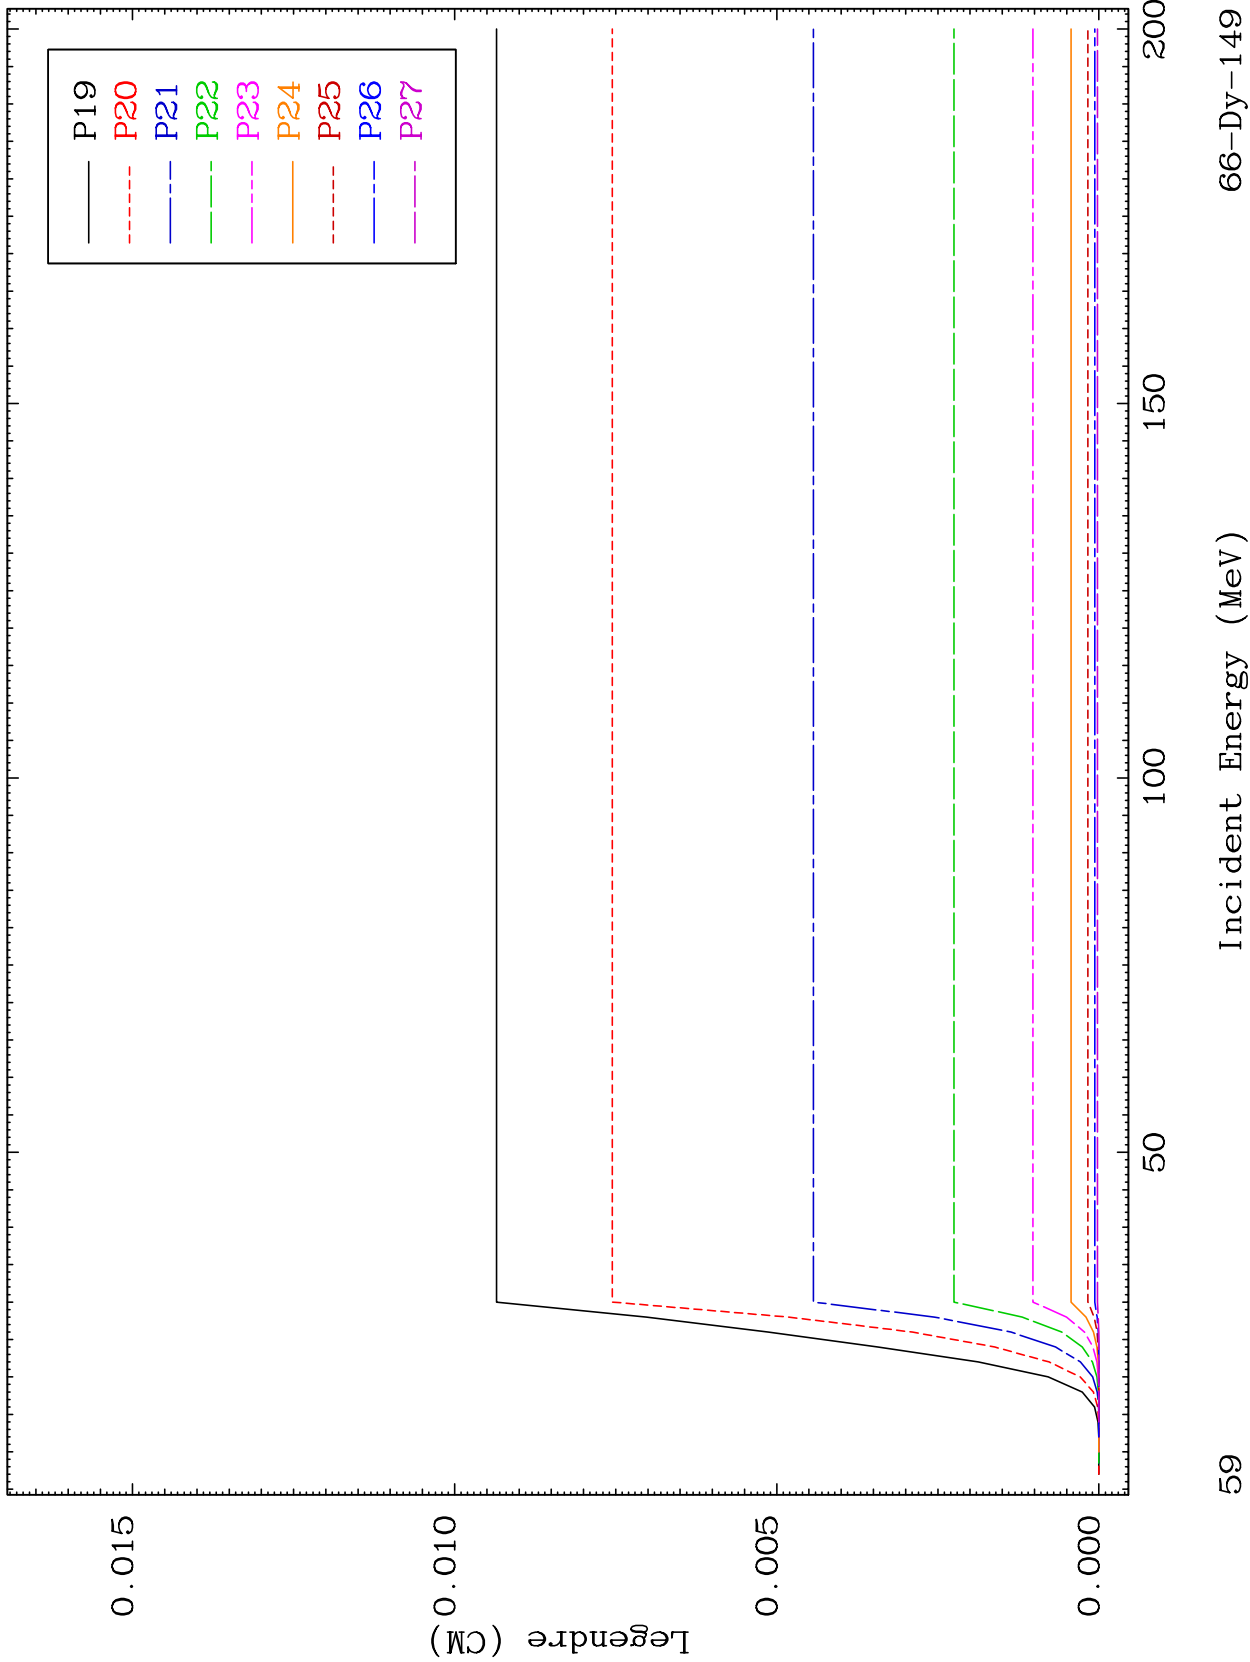 P19
P20
P21
P22
P23
P24
P25
P26
P27
Legendre (CM)
0.015
0.010
0.005
0.000
50
100
150
200
Incident Energy (MeV)
59
66-Dy-149